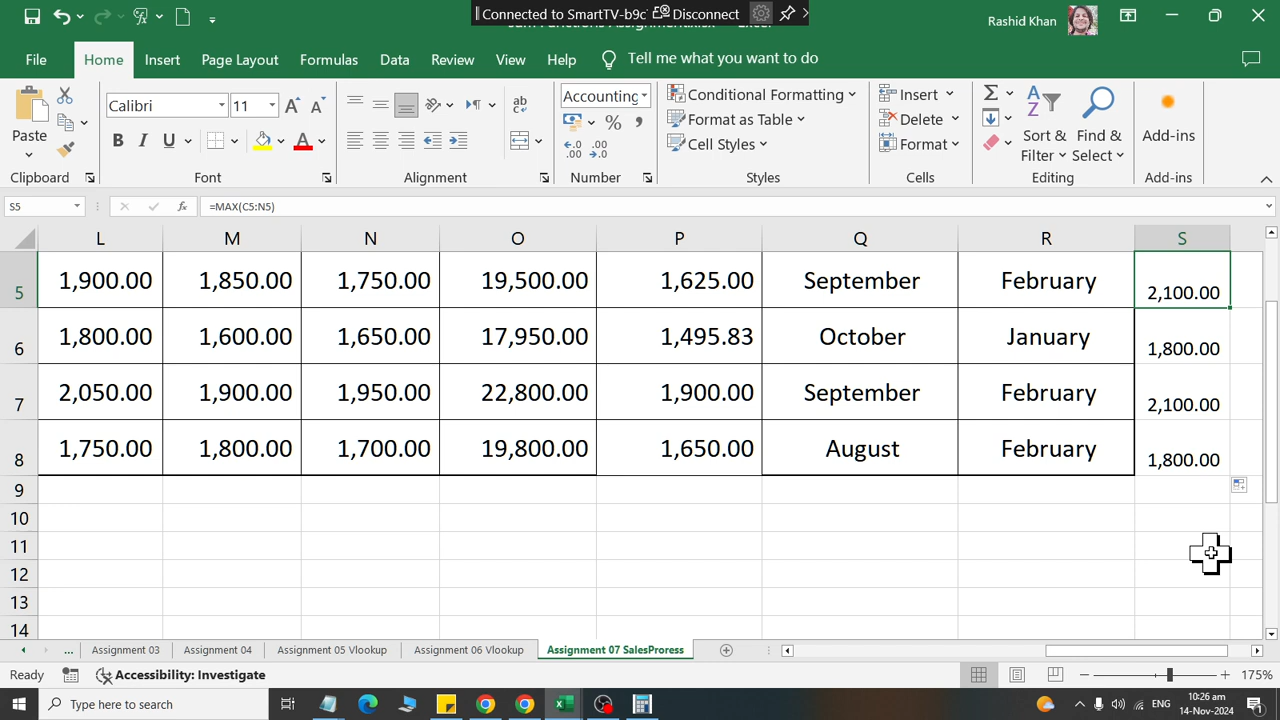 Connected to SmartTV-b9c Disconnect
Rashid Khan
File Home Insert Page Layout Formulas Data Review View Help Tell me what you want to do
Paste
Clipboard
Calibri 11
B I U A
Font
ab
Alignment
Accounting
% ,
Number
Conditional Formatting
Format as Table
Cell Styles
Styles
Insert
Delete
Format
Cells
Sort & Filter
Find & Select
Editing
Add-ins
Add-ins
S5 fx =MAX(C5:N5)
L M N O P Q R S
5 1,900.00 1,850.00 1,750.00 19,500.00 1,625.00 September February 2,100.00
6 1,800.00 1,600.00 1,650.00 17,950.00 1,495.83 October January 1,800.00
7 2,050.00 1,900.00 1,950.00 22,800.00 1,900.00 September February 2,100.00
8 1,750.00 1,800.00 1,700.00 19,800.00 1,650.00 August February 1,800.00
9
10
11
12
13
14
... Assignment 03 Assignment 04 Assignment 05 Vlookup Assignment 06 Vlookup Assignment 07 SalesProress
Ready Accessibility: Investigate 175%
Type here to search ENG 10:26 am
14-Nov-2024